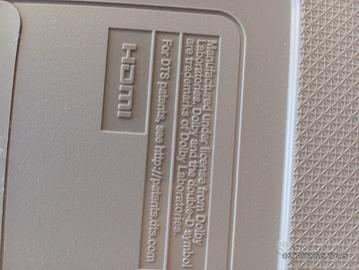 Manufactured under license from Dolby
Laboratories. Dolby and the double-D symbol
are trademarks of Dolby Laboratories.
For DTS patents, see http://patents.dts.com
HDMI